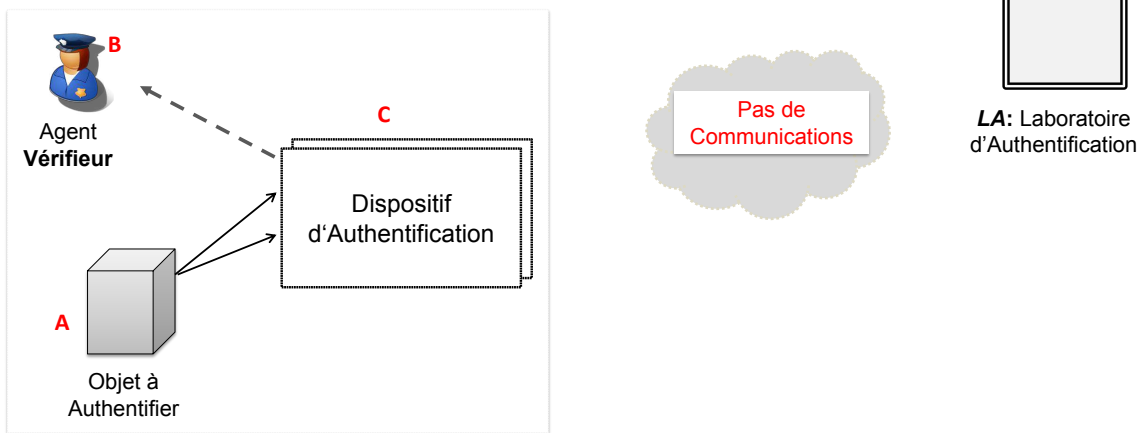 B
Agent
Vérifieur
C
Dispositif
d‘Authentification
A
Objet à
Authentifier
Pas de
Communications
LA: Laboratoire
d’Authentification